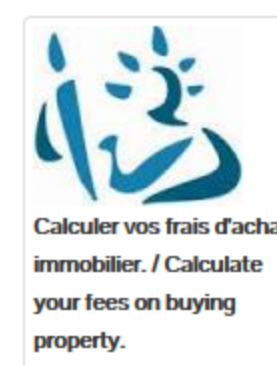 Calculer vos frais d'acha
immobilier. / Calculate
your fees on buying
property.